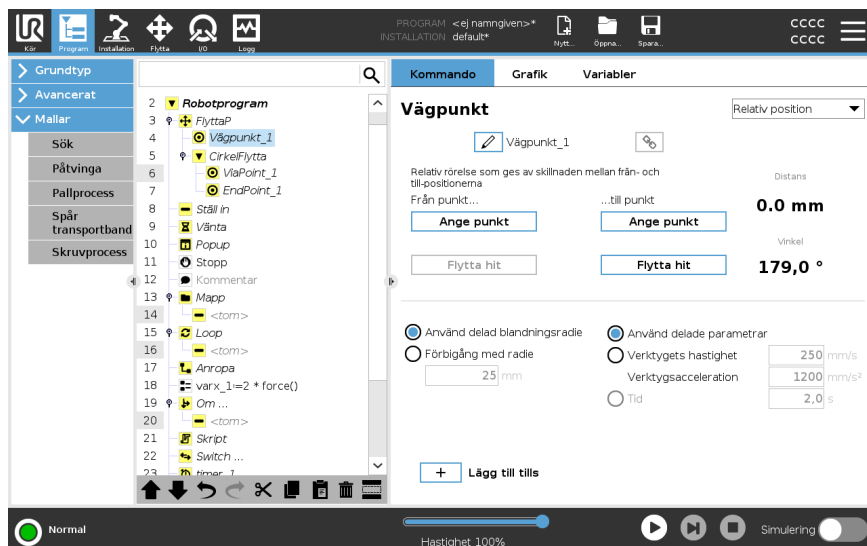 UR
Kör
Program
Installation
Flytta
I/O
Logg
PROGRAM <ej namngiven>*
INSTALLATION default*
Nytt...
Öppna...
Spara...
cccc
cccc
Grundtyp
Avancerat
Mallar
Sök
Påtvinga
Pallprocess
Spår
transportband
Skruvprocess
2 Robotprogram
3 FlyttaP
4 Vägpunkt_1
5 CirkelFlytta
6 ViaPoint_1
7 EndPoint_1
8 Ställ in
9 Vänta
10 Popup
11 Stopp
12 Kommentar
13 Mapp
14 <tom>
15 Loop
16 <tom>
17 Anropa
18 varx_1≔2 * force()
19 Om ...
20 <tom>
21 Skript
22 Switch ...
23 timer_1
Kommando
Grafik
Variabler
Vägpunkt
Relativ position
Vägpunkt_1
Relativ rörelse som ges av skillnaden mellan från- och
till-positionerna
Från punkt...
...till punkt
Ange punkt
Ange punkt
Flytta hit
Flytta hit
Distans
0.0 mm
Vinkel
179,0 °
Använd delad blandningsradie
Förbigång med radie
25 mm
Använd delade parametrar
Verktygets hastighet
250 mm/s
Verktygsacceleration
1200 mm/s²
Tid
2,0 s
+ Lägg till tills
Normal
Hastighet 100%
Simulering